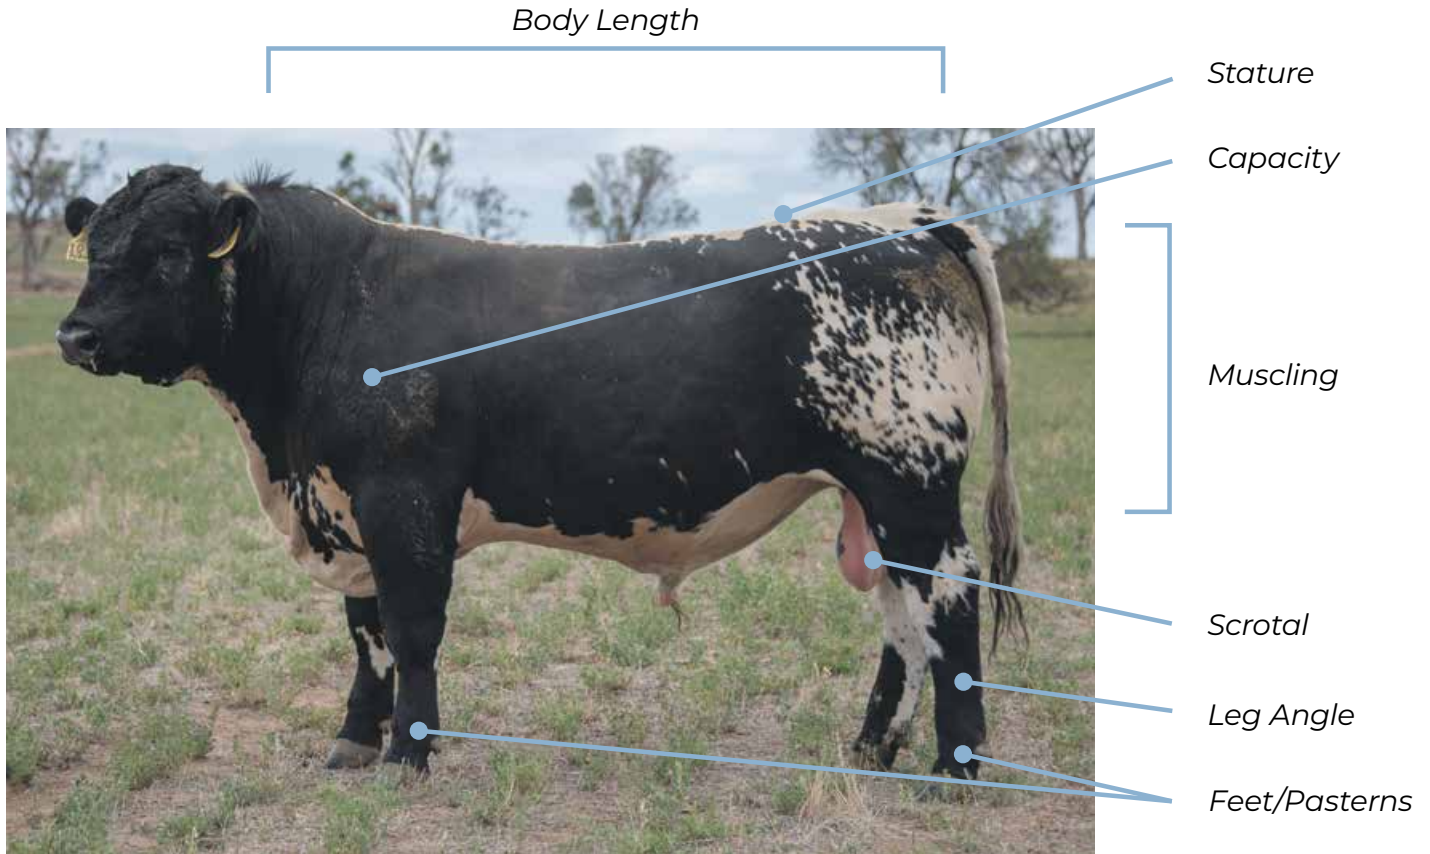 Body Length
Stature
Capacity
Muscling
Scrotal
Leg Angle
Feet/Pasterns